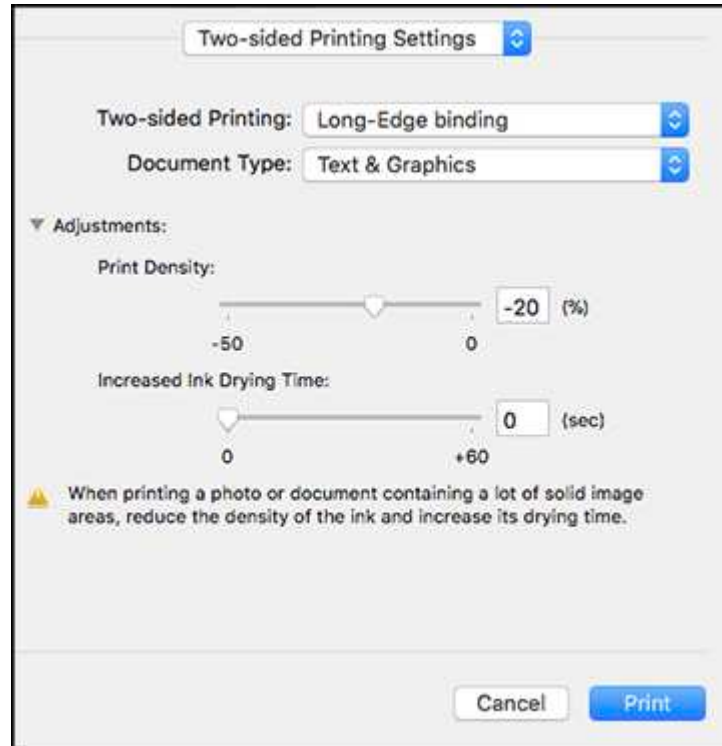 Two-sided Printing Settings
Two-sided Printing: Long-Edge binding
Document Type: Text & Graphics
Adjustments:
Print Density:
-20 (%)
-50 0
Increased Ink Drying Time:
0 (sec)
0 +60
When printing a photo or document containing a lot of solid image
areas, reduce the density of the ink and increase its drying time.
Cancel Print